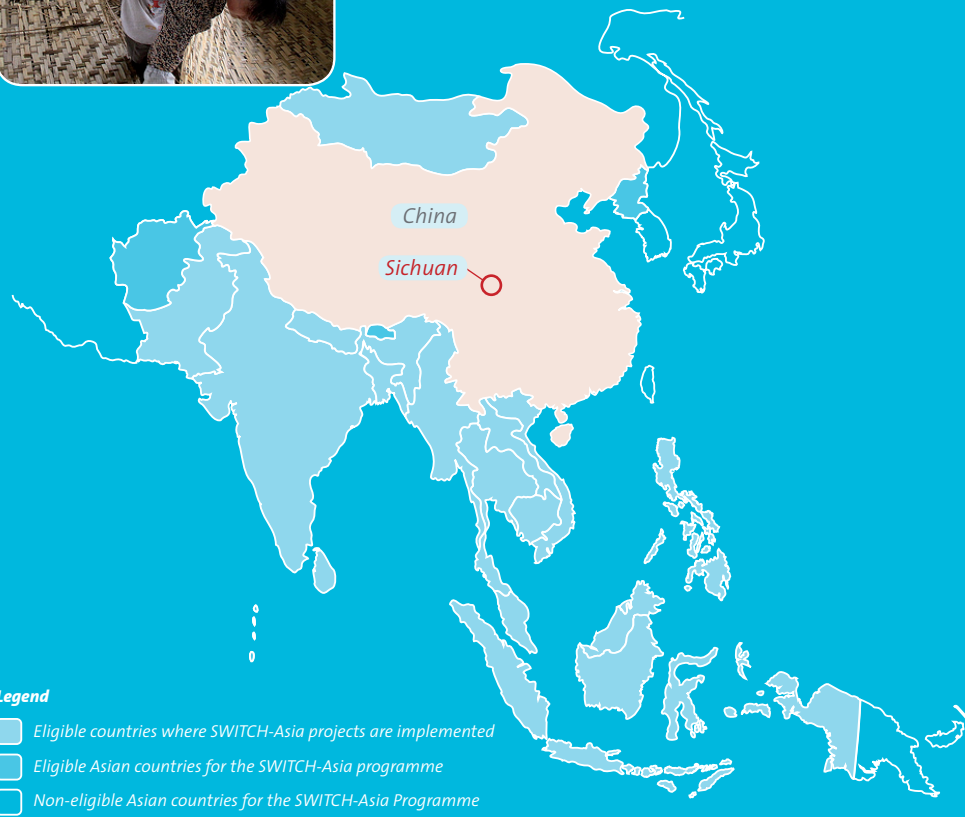 China
Sichuan
Legend
Eligible countries where SWITCH-Asia projects are implemented
Eligible Asian countries for the SWITCH-Asia programme
Non-eligible Asian countries for the SWITCH-Asia Programme